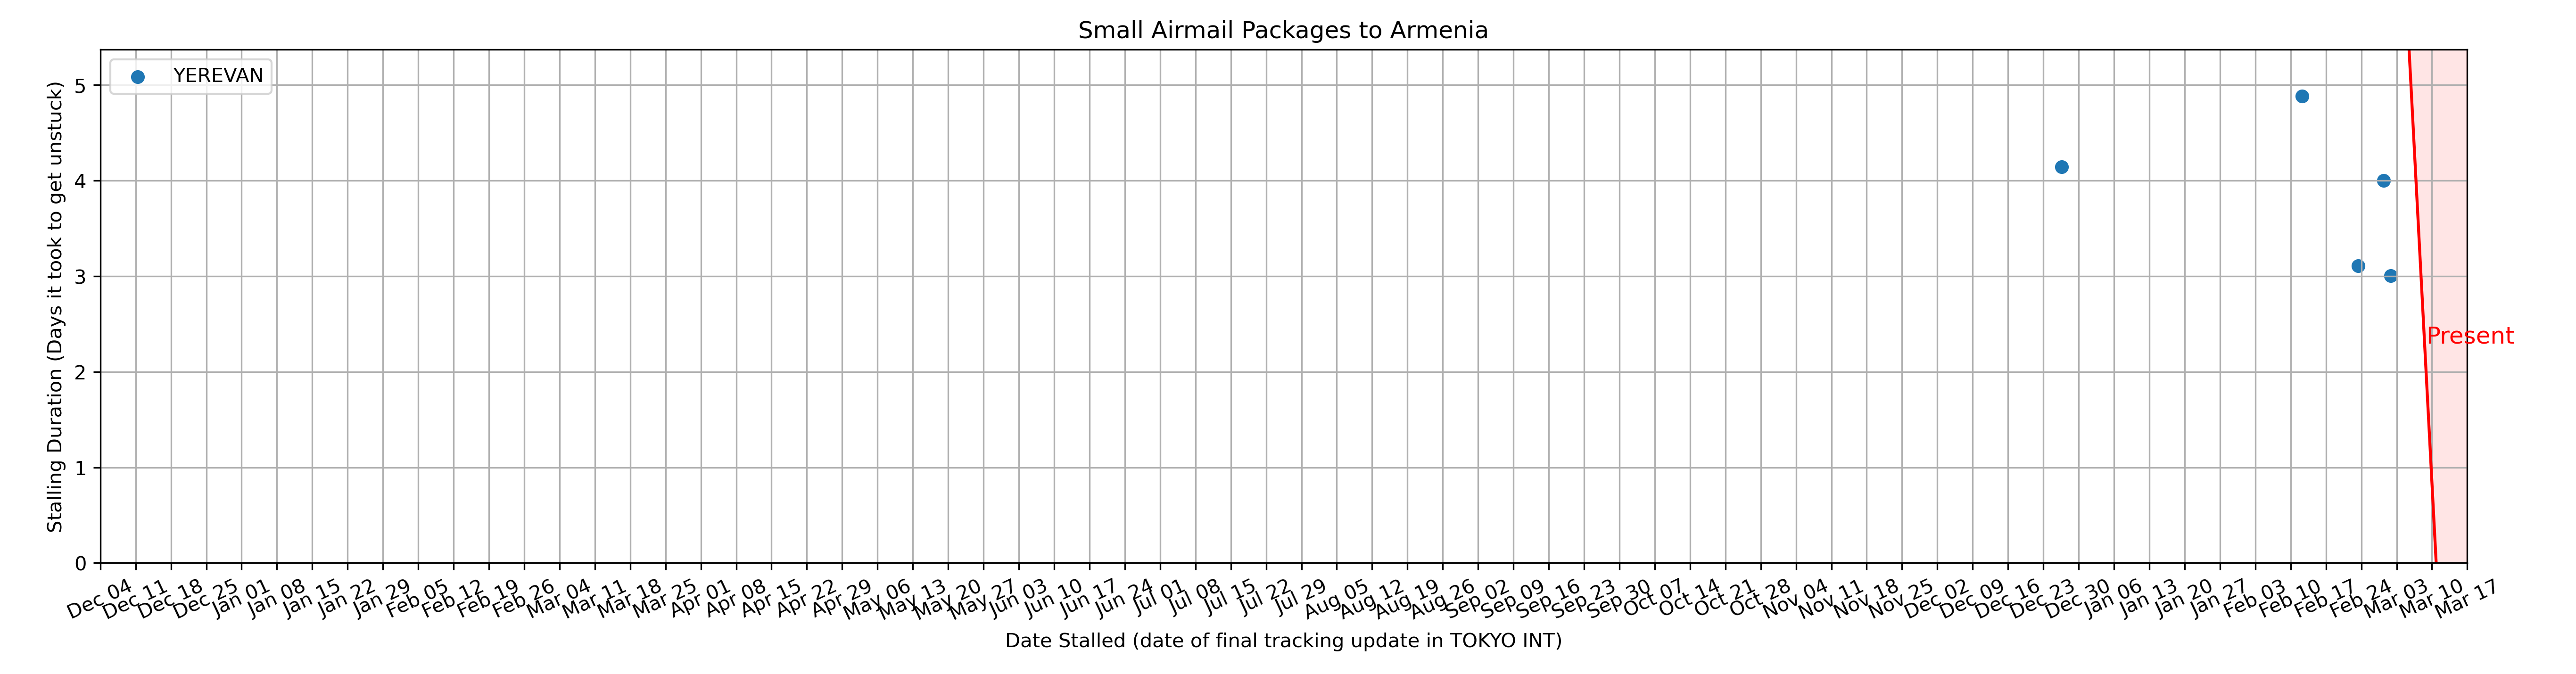 Small Airmail Packages to Armenia
YEREVAN
Stalling Duration (Days it took to get unstuck)
5
4
3
2
1
0
Present
Dec 04
Dec 11
Dec 18
Dec 25
Jan 01
Jan 08
Jan 15
Jan 22
Jan 29
Feb 05
Feb 12
Feb 19
Feb 26
Mar 04
Mar 11
Mar 18
Mar 25
Apr 01
Apr 08
Apr 15
Apr 22
Apr 29
May 06
May 13
May 20
May 27
Jun 03
Jun 10
Jun 17
Jun 24
Jul 01
Jul 08
Jul 15
Jul 22
Jul 29
Aug 05
Aug 12
Aug 19
Aug 26
Sep 02
Sep 09
Sep 16
Sep 23
Sep 30
Oct 07
Oct 14
Oct 21
Oct 28
Nov 04
Nov 11
Nov 18
Nov 25
Dec 02
Dec 09
Dec 16
Dec 23
Dec 30
Jan 06
Jan 13
Jan 20
Jan 27
Feb 03
Feb 10
Feb 17
Feb 24
Mar 03
Mar 10
Mar 17
Date Stalled (date of final tracking update in TOKYO INT)